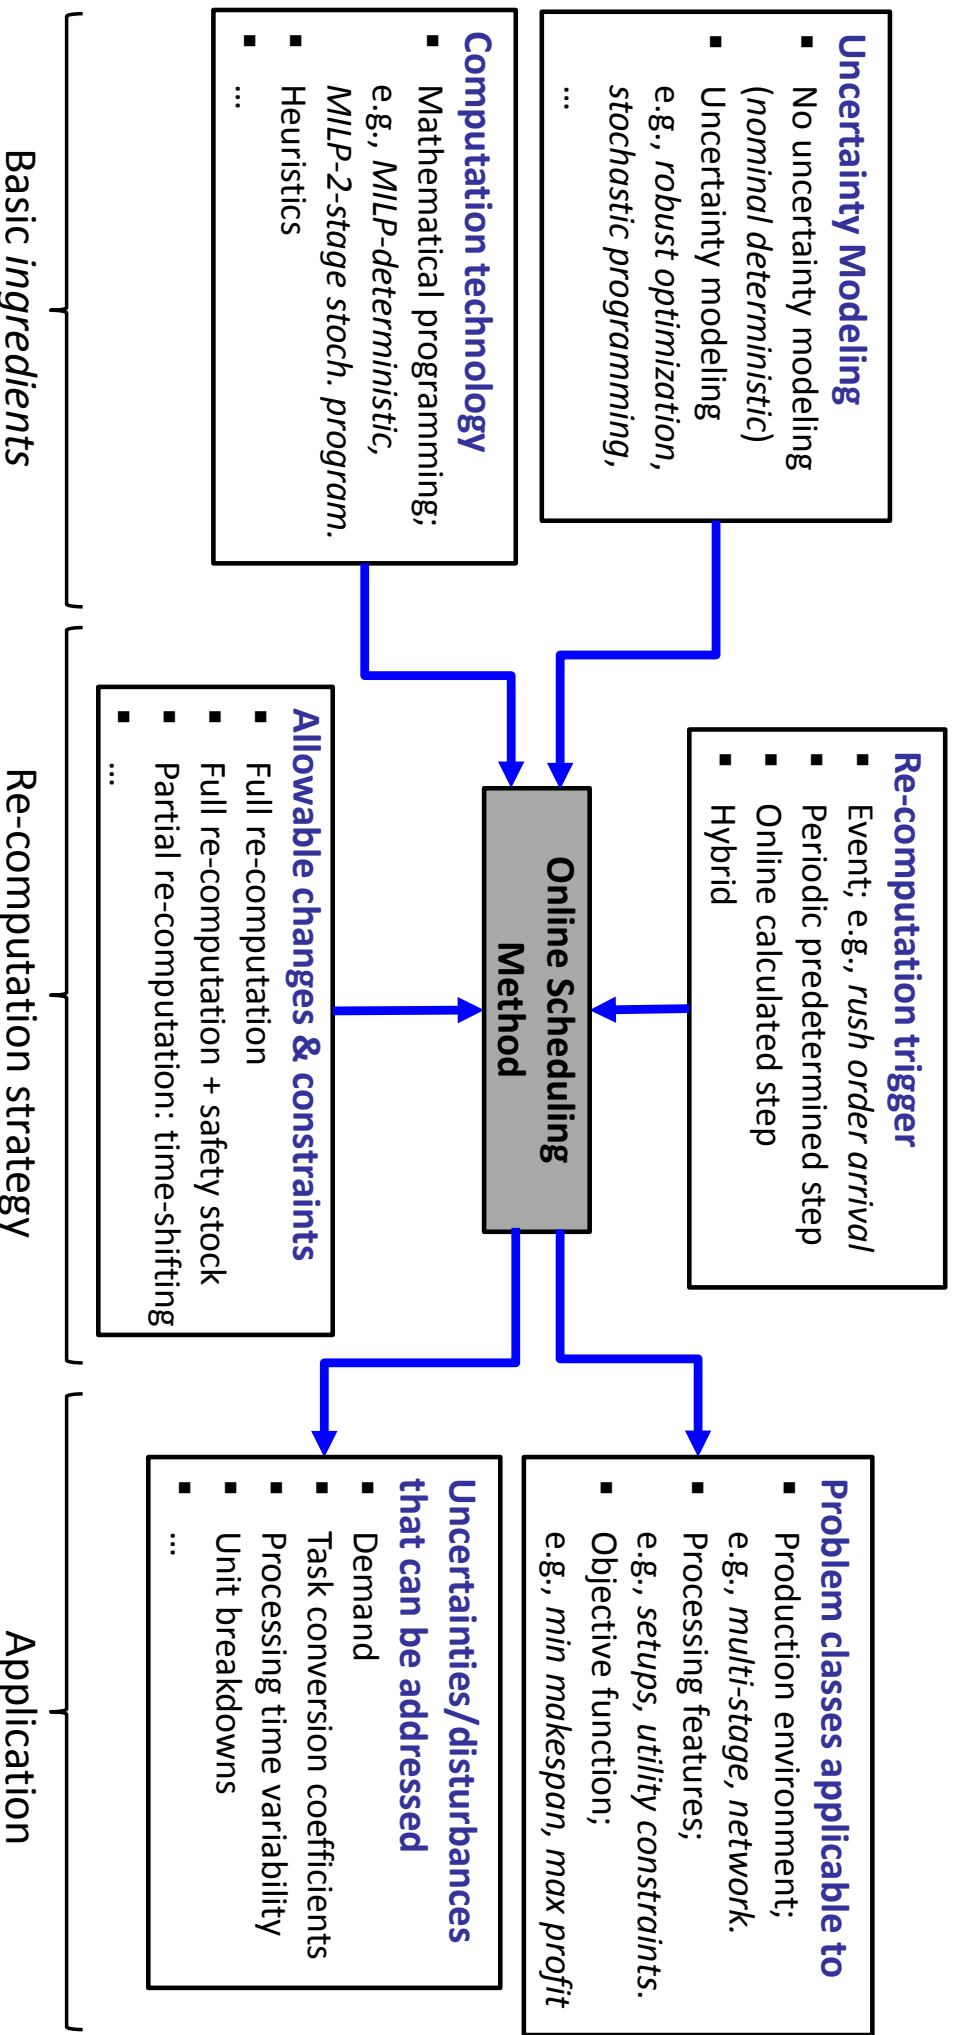 Uncertainty Modeling
▪ No uncertainty modeling
(nominal deterministic)
▪ Uncertainty modeling
e.g., robust optimization,
stochastic programming,
...
Computation technology
▪ Mathematical programming;
e.g., MILP-deterministic,
MILP-2-stage stoch. program.
▪ Heuristics
▪ ...
Re-computation trigger
▪ Event; e.g., rush order arrival
▪ Periodic predetermined step
▪ Online calculated step
▪ Hybrid
Online Scheduling
Method
Allowable changes & constraints
▪ Full re-computation
▪ Full re-computation + safety stock
▪ Partial re-computation: time-shifting
▪ ...
Problem classes applicable to
▪ Production environment;
e.g., multi-stage, network.
▪ Processing features;
e.g., setups, utility constraints.
▪ Objective function;
e.g., min makespan, max profit
Uncertainties/disturbances
that can be addressed
▪ Demand
▪ Task conversion coefficients
▪ Processing time variability
▪ Unit breakdowns
▪ ...
Basic ingredients
Re-computation strategy
Application